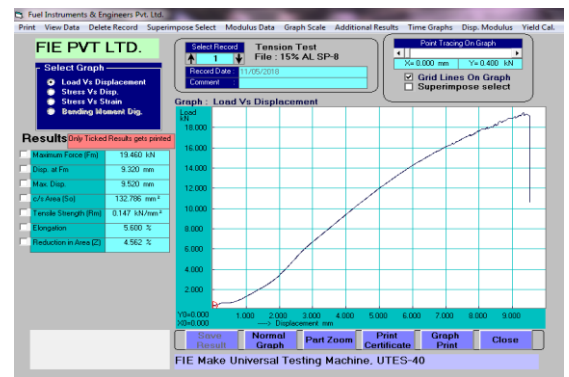 Fuel Instruments & Engineers Pvt. Ltd.
Print View Data Delete Record Superimpose Select Modulus Data Graph Scale Additional Results Time Graphs Disp. Modulus Yield Cal.
FIE PVT LTD.
Select Graph
Load Vs Displacement
Stress Vs Disp.
Stress Vs Strain
Bending Moment Dig.
Select Record
1
Tension Test
File : 15% AL SP-8
Record Date : 11/05/2018
Comment :
Point Tracing On Graph
X= 0.000 mm Y= 0.400 kN
Grid Lines On Graph
Superimpose select
Results Only Ticked Results gets printed
Maximum Force (Fm) 19.460 kN
Disp. at Fm 9.320 mm
Max. Disp. 9.520 mm
c/s Area (So) 132.786 mm²
Tensile Strength (Rm) 0.147 kN/mm²
Elongation 5.600 %
Reduction in Area (Z) 4.562 %
Graph : Load Vs Displacement
Load
kN
18.000
16.000
14.000
12.000
10.000
8.000
6.000
4.000
2.000
Y0=0.000 1.000 2.000 3.000 4.000 5.000 6.000 7.000 8.000 9.000
X0=0.000 ---> Displacement mm
Save Result
Normal Graph
Part Zoom
Print Certificate
Graph Print
Close
FIE Make Universal Testing Machine, UTES-40